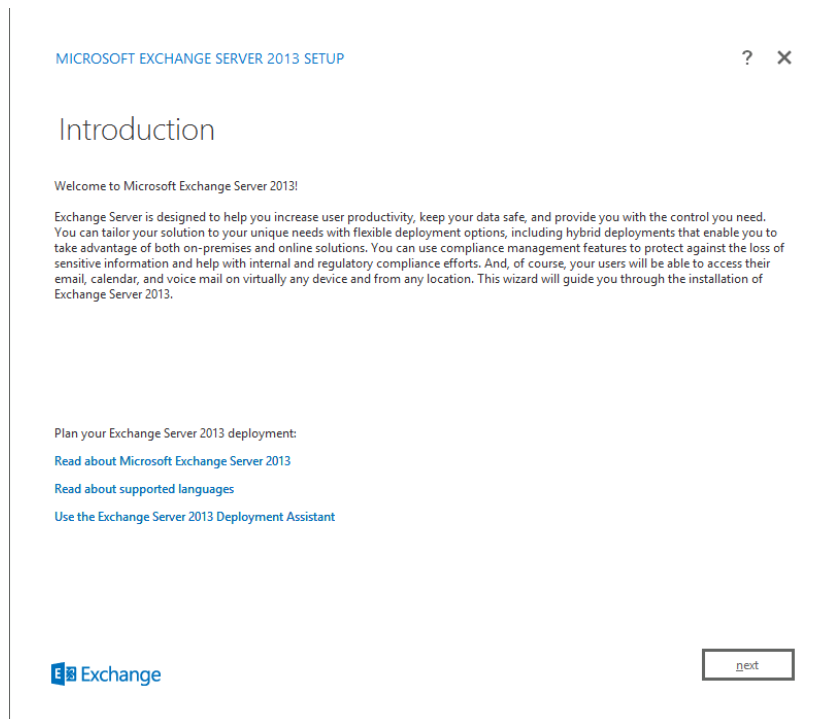 MICROSOFT EXCHANGE SERVER 2013 SETUP
?
Introduction
Welcome to Microsoft Exchange Server 2013!
Exchange Server is designed to help you increase user productivity, keep your data safe, and provide you with the control you need.
You can tailor your solution to your unique needs with flexible deployment options, including hybrid deployments that enable you to
take advantage of both on-premises and online solutions. You can use compliance management features to protect against the loss of
sensitive information and help with internal and regulatory compliance efforts. And, of course, your users will be able to access their
email, calendar, and voice mail on virtually any device and from any location. This wizard will guide you through the installation of
Exchange Server 2013.
Plan your Exchange Server 2013 deployment:
Read about Microsoft Exchange Server 2013
Read about supported languages
Use the Exchange Server 2013 Deployment Assistant
E Exchange
next